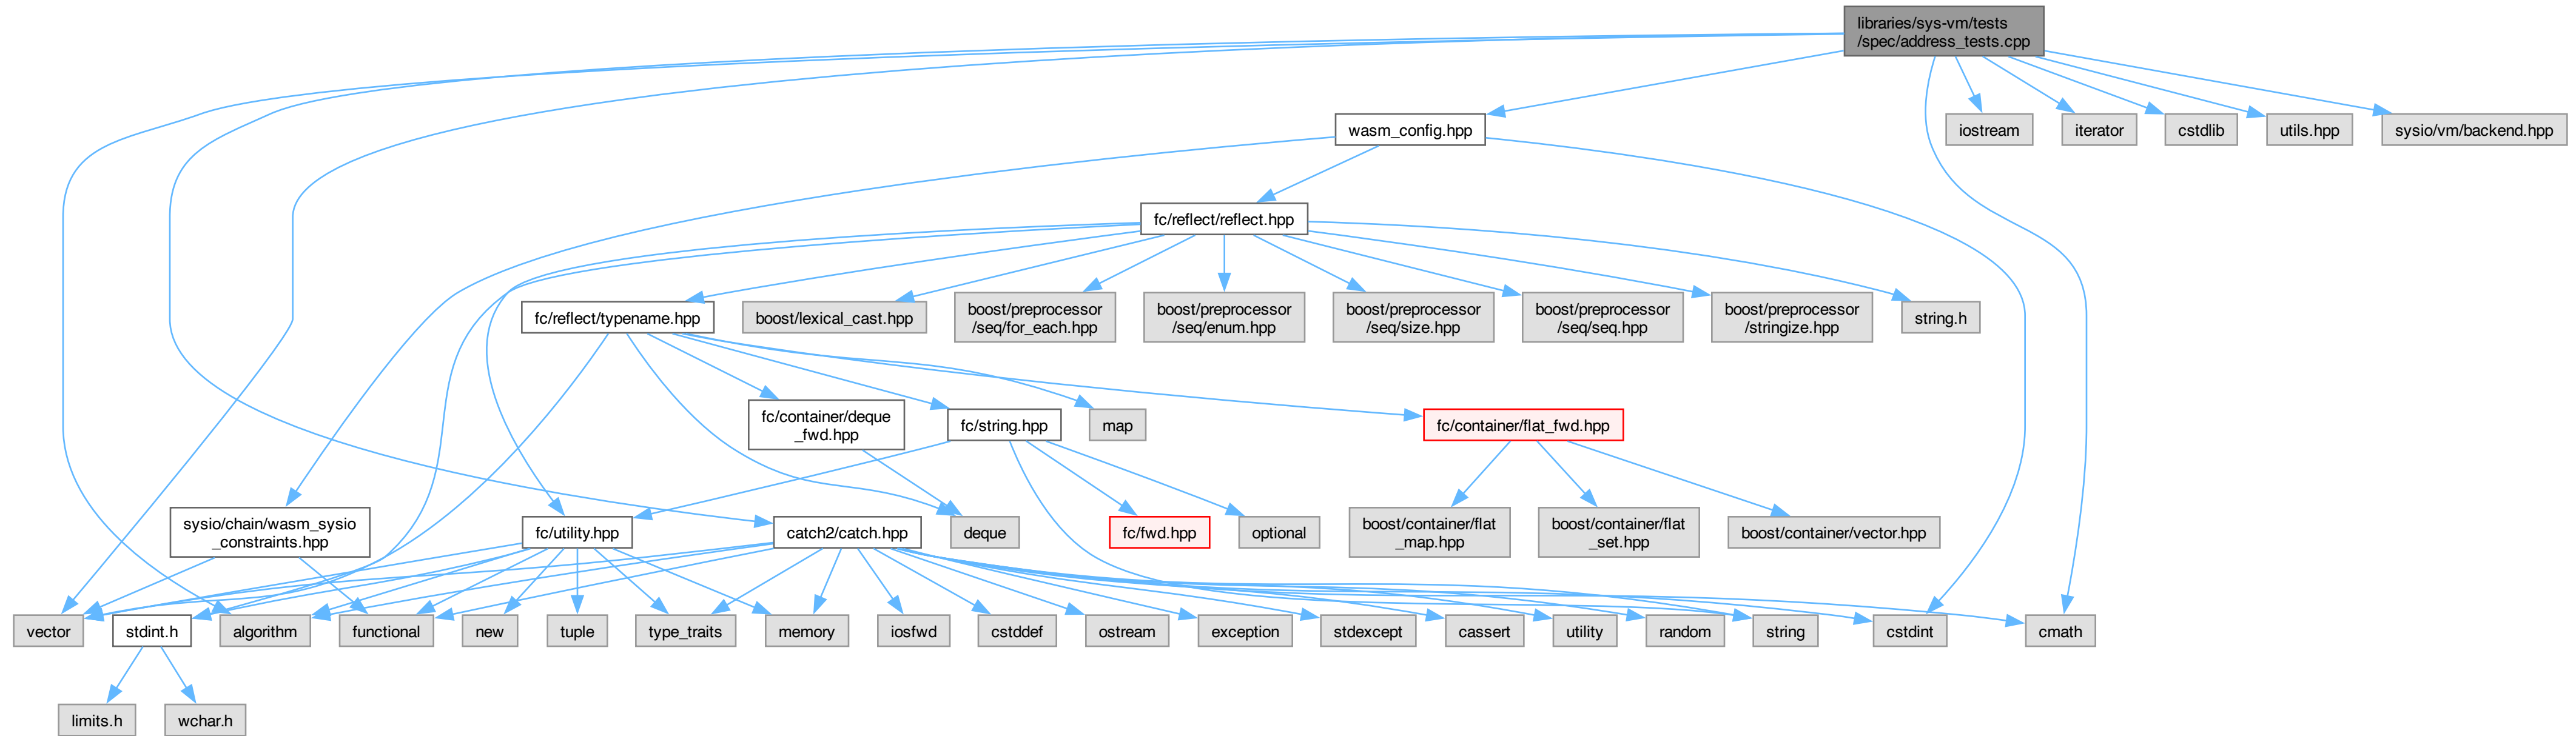 libraries/sys-vm/tests
/spec/address_tests.cpp
wasm_config.hpp
iostream
iterator
cstdlib
utils.hpp
sysio/vm/backend.hpp
fc/reflect/reflect.hpp
fc/reflect/typename.hpp
boost/lexical_cast.hpp
boost/preprocessor
/seq/for_each.hpp
boost/preprocessor
/seq/enum.hpp
boost/preprocessor
/seq/size.hpp
boost/preprocessor
/seq/seq.hpp
boost/preprocessor
/stringize.hpp
string.h
fc/container/deque
_fwd.hpp
fc/string.hpp
map
fc/container/flat_fwd.hpp
sysio/chain/wasm_sysio
_constraints.hpp
fc/utility.hpp
catch2/catch.hpp
deque
fc/fwd.hpp
optional
boost/container/flat
_map.hpp
boost/container/flat
_set.hpp
boost/container/vector.hpp
vector
stdint.h
algorithm
functional
new
tuple
type_traits
memory
iosfwd
cstddef
ostream
exception
stdexcept
cassert
utility
random
string
cstdint
cmath
limits.h
wchar.h